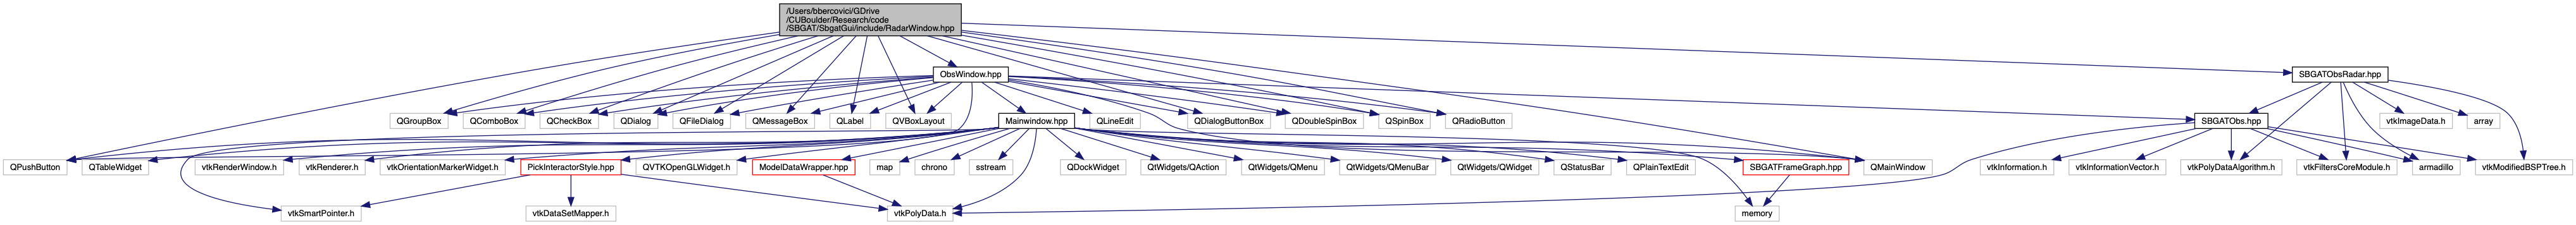 /Users/bbercovici/GDrive
/CUBoulder/Research/code
/SBGAT/SbgatGui/include/RadarWindow.hpp
ObsWindow.hpp
SBGATObsRadar.hpp
QGroupBox
QComboBox
QCheckBox
QDialog
QFileDialog
QMessageBox
QLabel
QVBoxLayout
Mainwindow.hpp
QLineEdit
QDialogButtonBox
QDoubleSpinBox
QSpinBox
QRadioButton
SBGATObs.hpp
vtkImageData.h
array
QPushButton
QTableWidget
vtkRenderWindow.h
vtkRenderer.h
vtkOrientationMarkerWidget.h
PickInteractorStyle.hpp
QVTKOpenGLWidget.h
ModelDataWrapper.hpp
map
chrono
sstream
QDockWidget
QtWidgets/QAction
QtWidgets/QMenu
QtWidgets/QMenuBar
QtWidgets/QWidget
QStatusBar
QPlainTextEdit
SBGATFrameGraph.hpp
QMainWindow
vtkInformation.h
vtkInformationVector.h
vtkPolyDataAlgorithm.h
vtkFiltersCoreModule.h
armadillo
vtkModifiedBSPTree.h
vtkSmartPointer.h
vtkDataSetMapper.h
vtkPolyData.h
memory